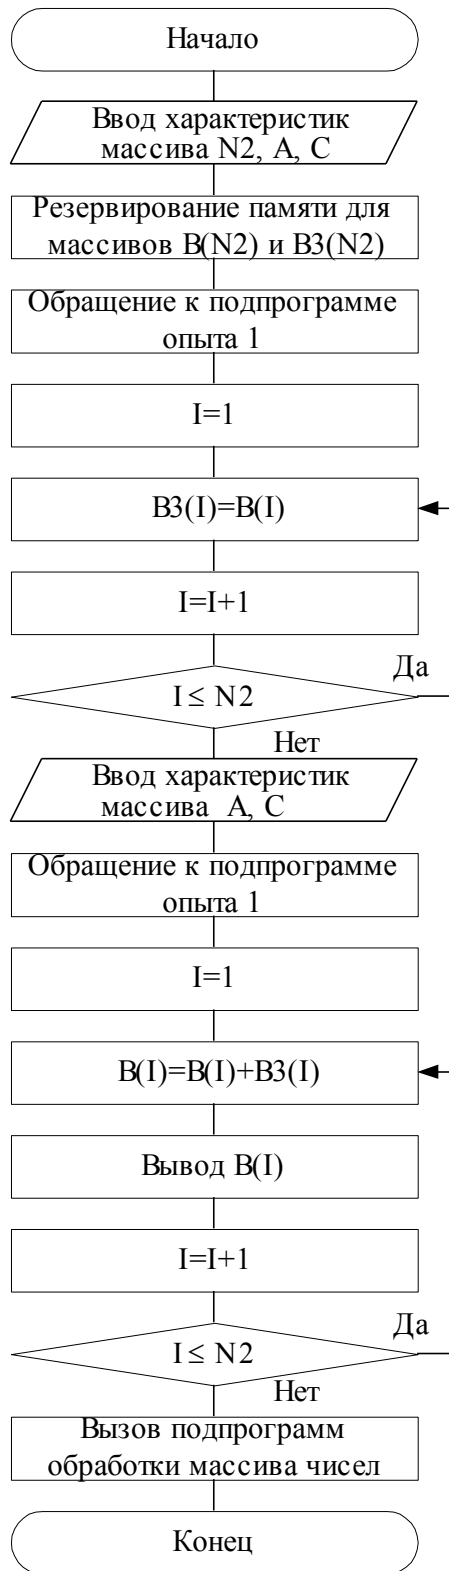 Начало
Ввод характеристик
массива N2, A, C
Резервирование памяти для
массивов B(N2) и B3(N2)
Обращение к подпрограмме
опыта 1
I=1
B3(I)=B(I)
I=I+1
Да
I ≤ N2
Нет
Ввод характеристик
массива A, C
Обращение к подпрограмме
опыта 1
I=1
B(I)=B(I)+B3(I)
Вывод B(I)
I=I+1
Да
I ≤ N2
Нет
Вызов подпрограмм
обработки массива чисел
Конец